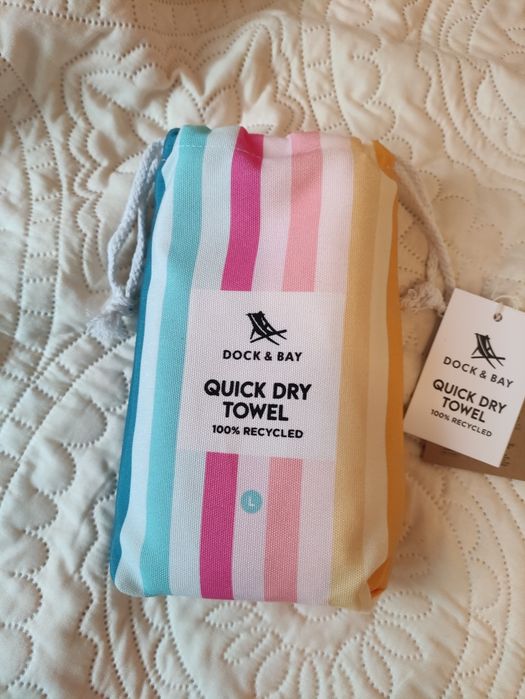 DOCK & BAY
QUICK DRY
TOWEL
100% RECYCLED
L
DOCK & BAY
QUICK DRY
TOWEL
100% RECYCLED